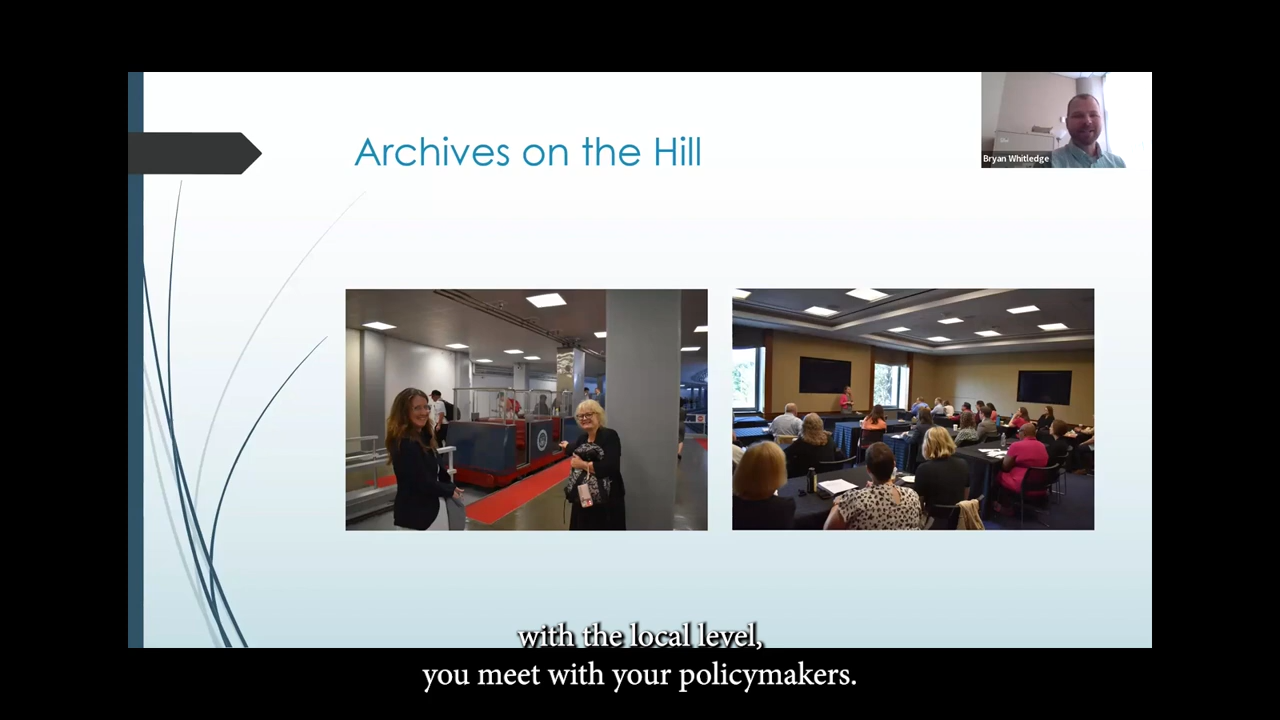 Archives on the Hill
Bryan Whitledge
with the local level,
you meet with your policymakers.